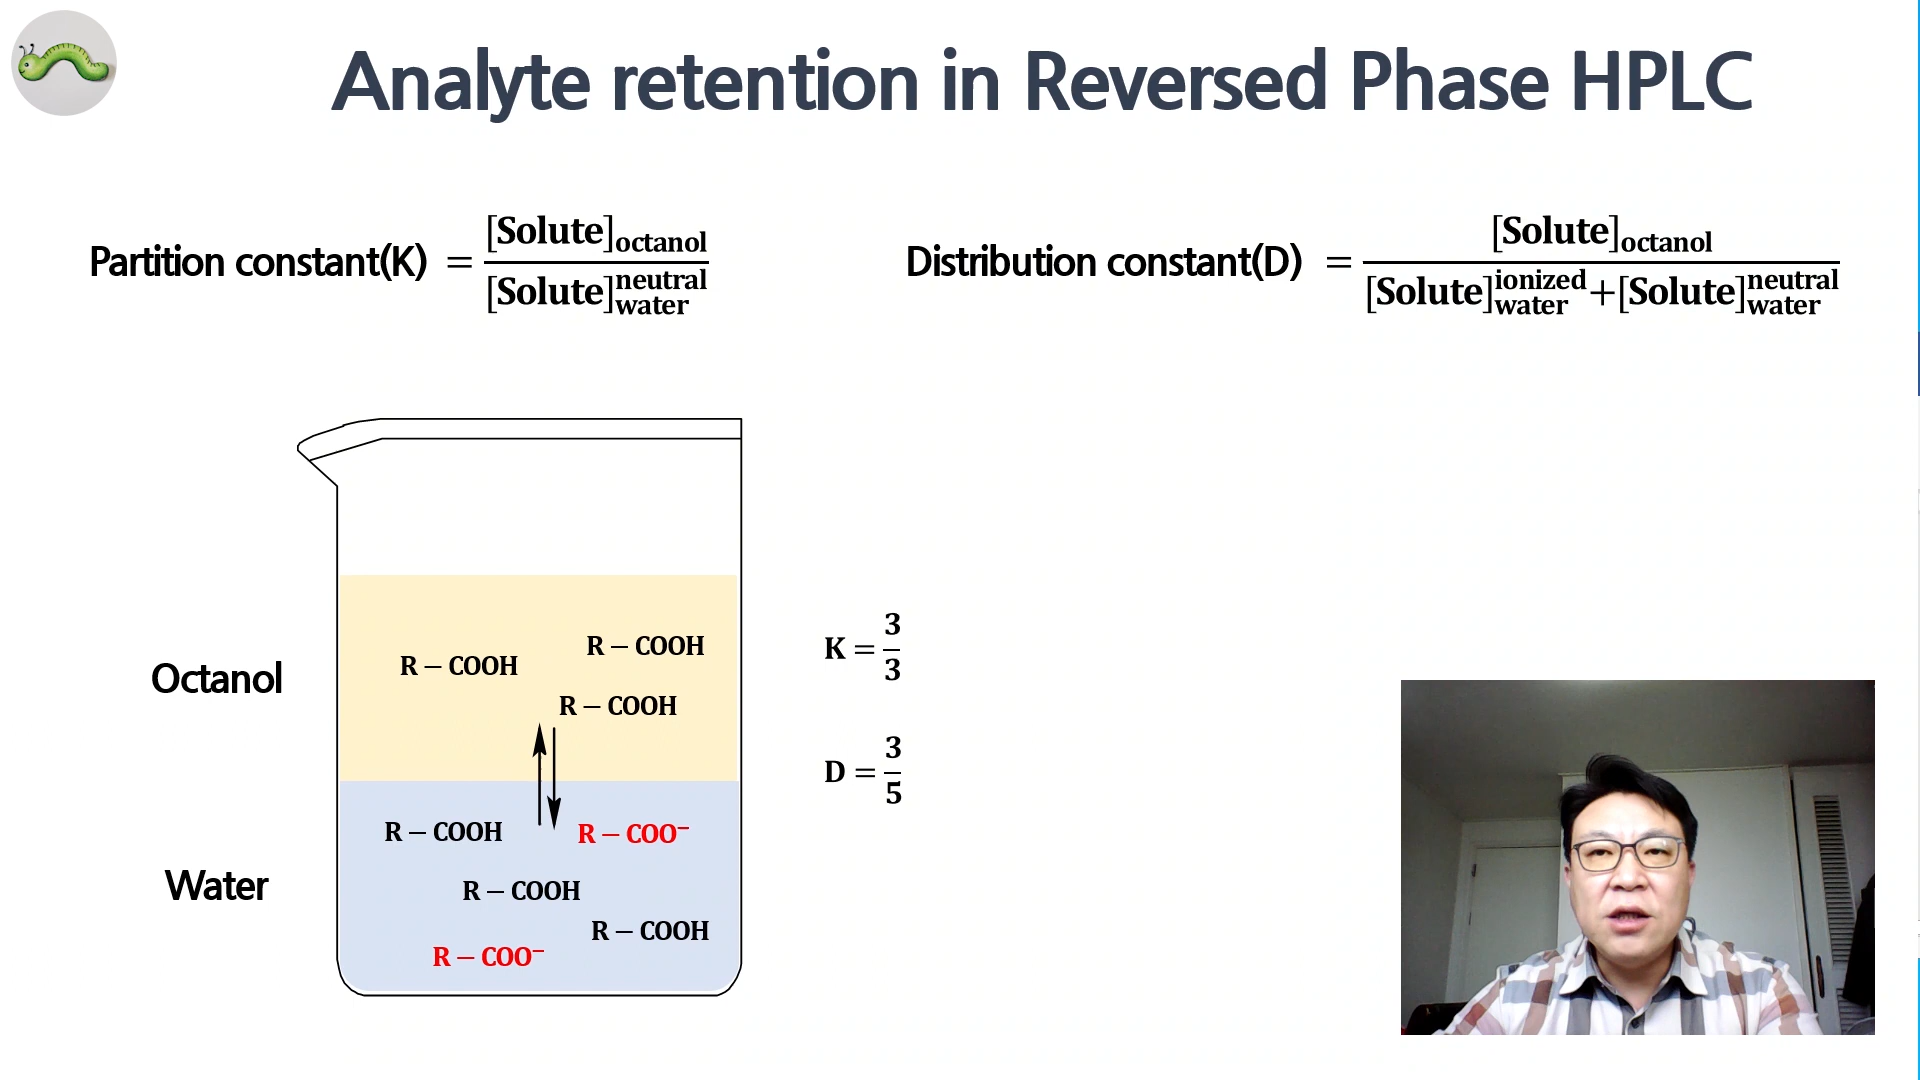 Analyte retention in Reversed Phase HPLC
Partition constant(K) = [Solute]octanol / [Solute]neutral water
Distribution constant(D) = [Solute]octanol / [Solute]ionized water + [Solute]neutral water
Octanol
R – COOH
R – COOH
R – COOH
K = 3/3
D = 3/5
Water
R – COOH
R – COO⁻
R – COOH
R – COOH
R – COO⁻